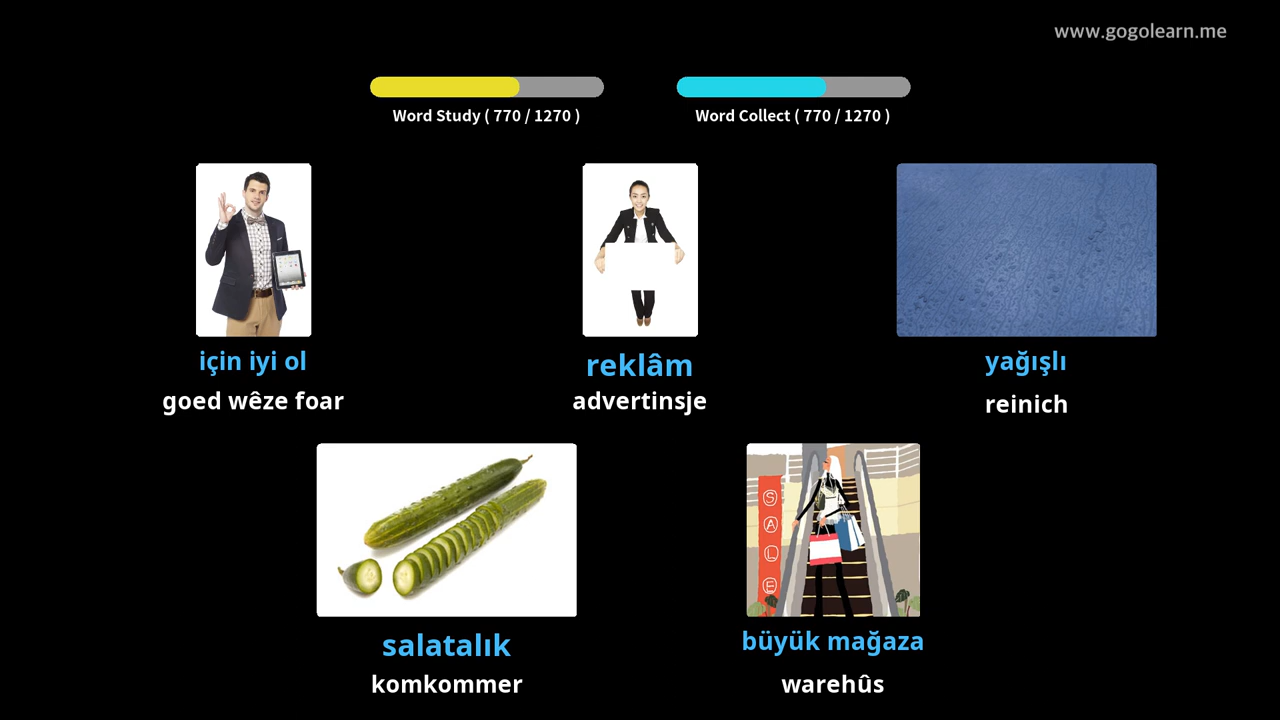 www.gogolearn.me
Word Study ( 770 / 1270 )
Word Collect ( 770 / 1270 )
için iyi ol
goed wêze foar
reklâm
advertinsje
yağışlı
reinich
SALE
salatalık
komkommer
büyük mağaza
warehûs